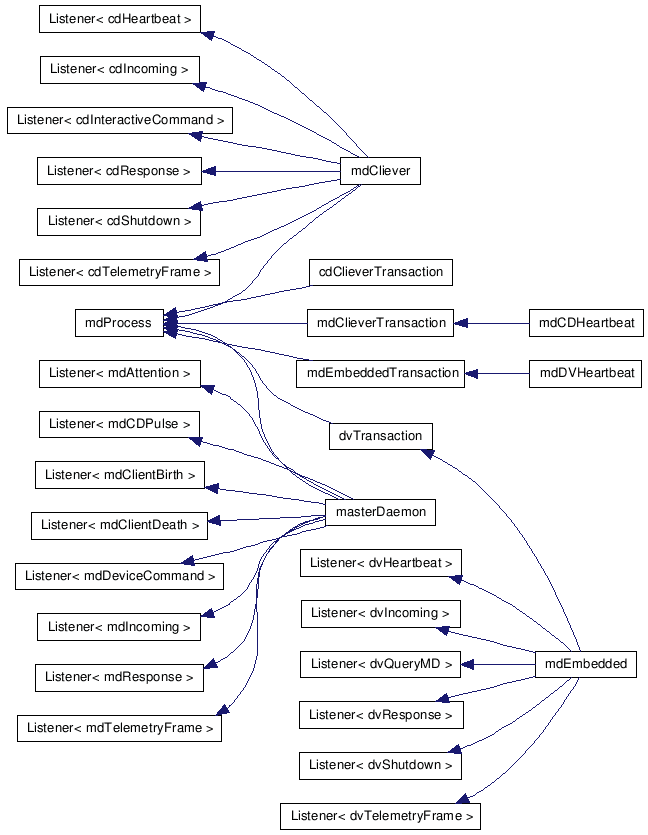 Listener< cdHeartbeat >
Listener< cdIncoming >
Listener< cdInteractiveCommand >
Listener< cdResponse >
mdCliever
Listener< cdShutdown >
Listener< cdTelemetryFrame >
cdClieverTransaction
mdProcess
mdClieverTransaction
mdCDHeartbeat
Listener< mdAttention >
mdEmbeddedTransaction
mdDVHeartbeat
Listener< mdCDPulse >
dvTransaction
Listener< mdClientBirth >
masterDaemon
Listener< mdClientDeath >
Listener< dvHeartbeat >
Listener< mdDeviceCommand >
Listener< dvIncoming >
Listener< mdIncoming >
Listener< dvQueryMD >
mdEmbedded
Listener< mdResponse >
Listener< dvResponse >
Listener< mdTelemetryFrame >
Listener< dvShutdown >
Listener< dvTelemetryFrame >